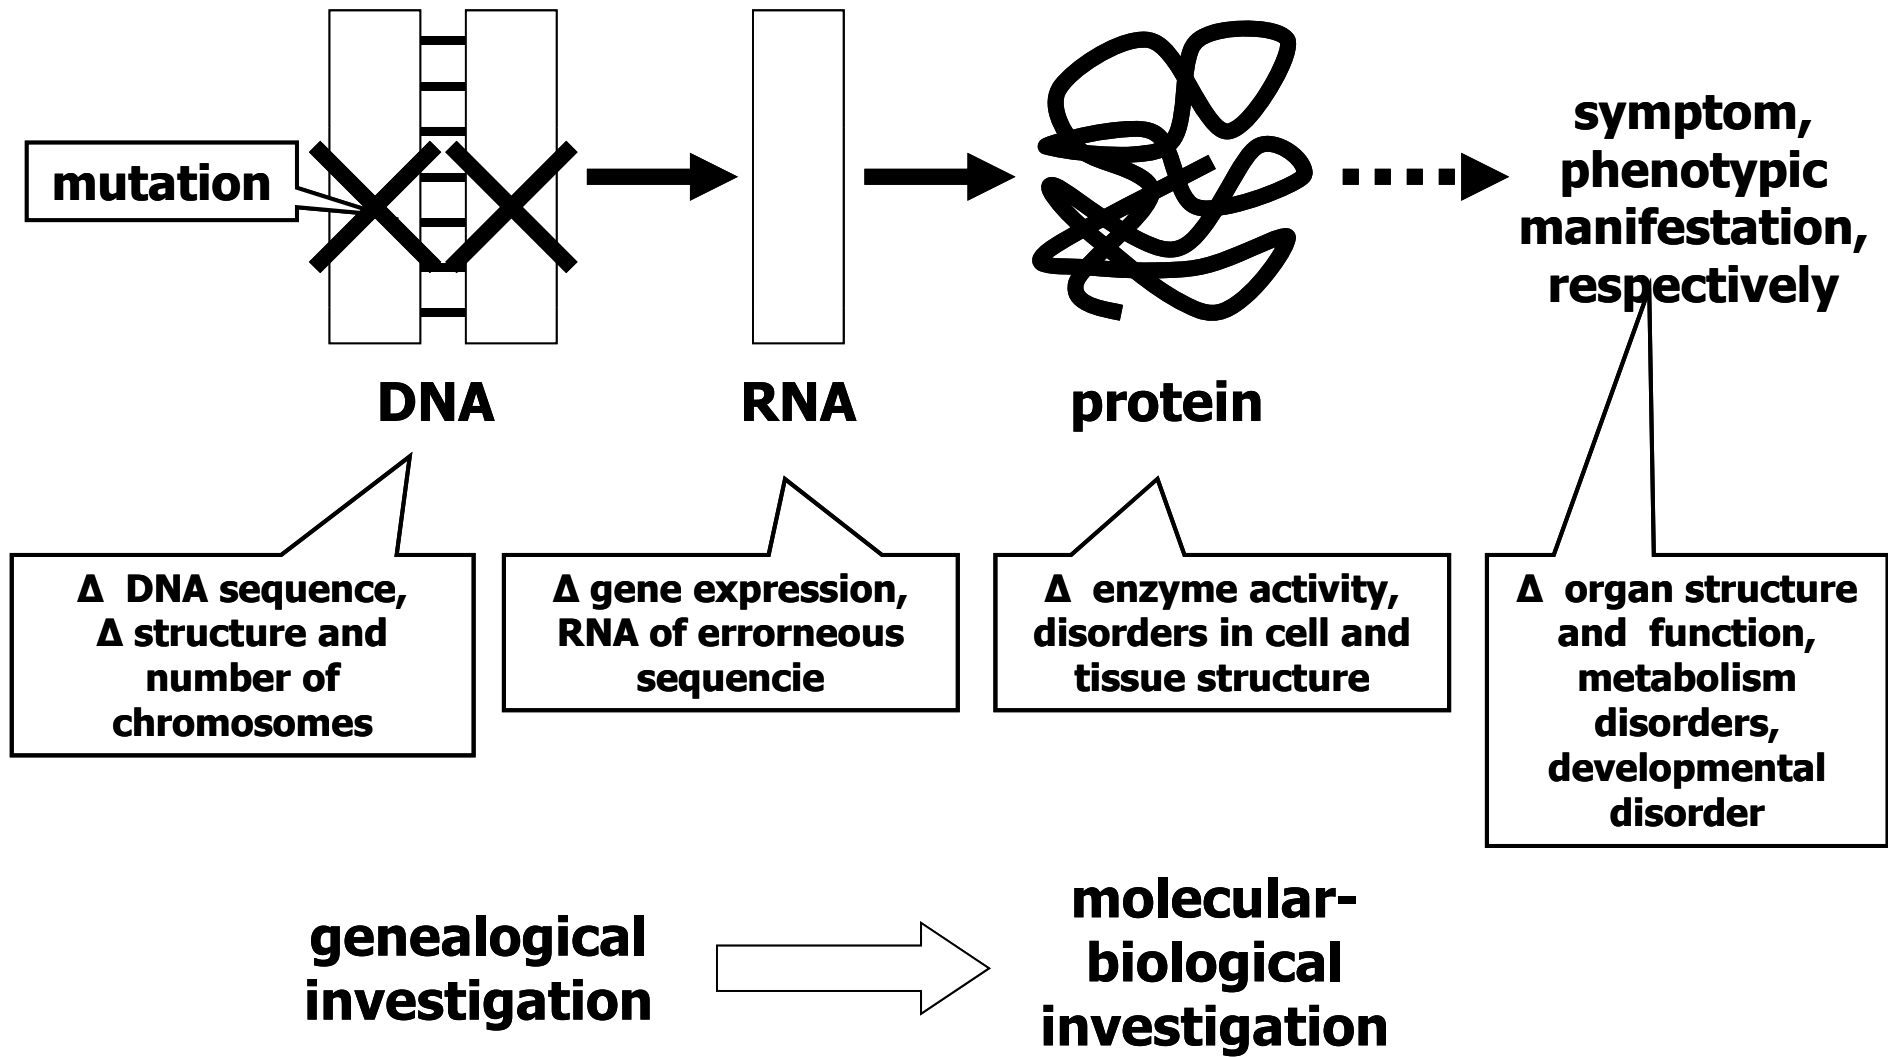 mutation
symptom,
phenotypic
manifestation,
respectively
DNA
RNA
protein
Δ  DNA sequence,
Δ structure and
number of
chromosomes
Δ gene expression,
RNA of errorneous
sequencie
Δ  enzyme activity,
disorders in cell and
tissue structure
Δ  organ structure
and  function,
metabolism
disorders,
developmental
disorder
genealogical
investigation
molecular-
biological
investigation